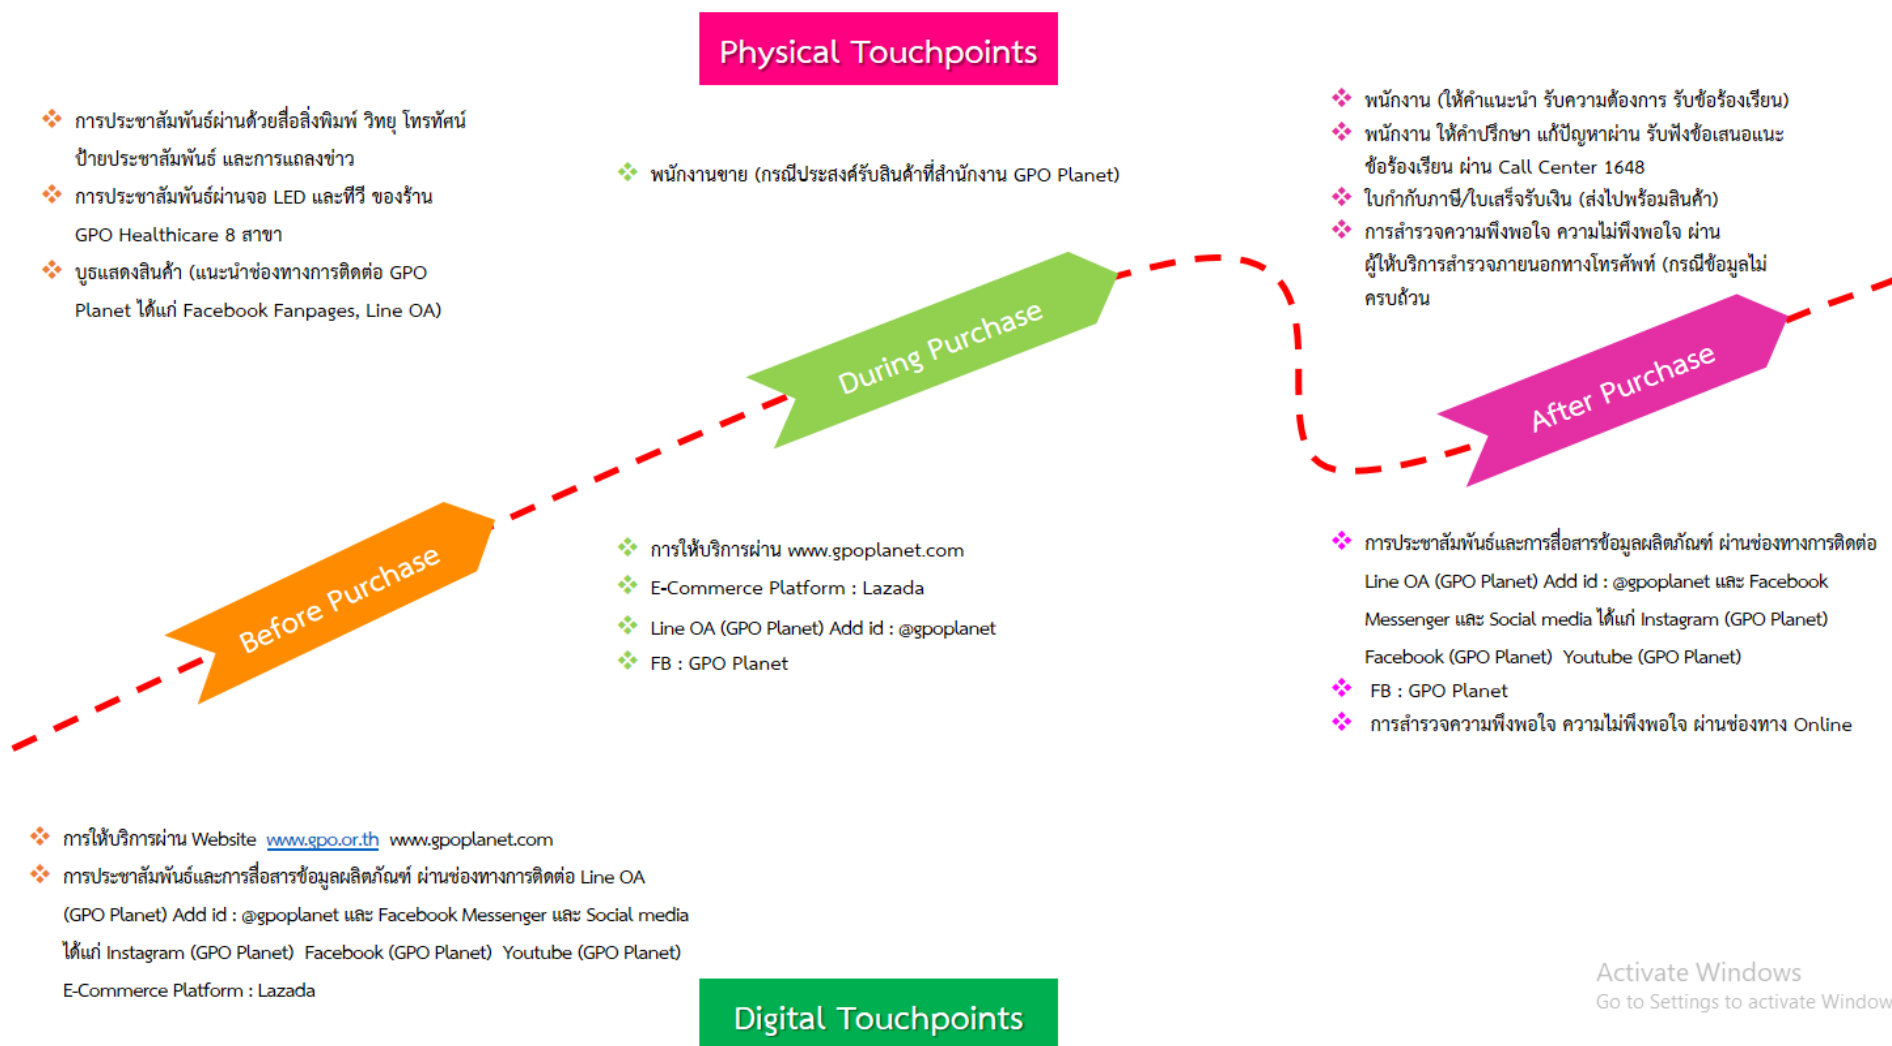 Physical Touchpoints
❖ การประชาสัมพันธ์ผ่านด้วยสื่อสิ่งพิมพ์ วิทยุ โทรทัศน์
ป้ายประชาสัมพันธ์ และการแถลงข่าว
❖ การประชาสัมพันธ์ผ่านจอ LED และทีวี ของร้าน
GPO Healthicare 8 สาขา
❖ บูธแสดงสินค้า (แนะนำช่องทางการติดต่อ GPO
Planet ได้แก่ Facebook Fanpages, Line OA)
❖ พนักงานขาย (กรณีประสงค์รับสินค้าที่สำนักงาน GPO Planet)
❖ พนักงาน (ให้คำแนะนำ รับความต้องการ รับข้อร้องเรียน)
❖ พนักงาน ให้คำปรึกษา แก้ปัญหาผ่าน รับฟังข้อเสนอแนะ
ข้อร้องเรียน ผ่าน Call Center 1648
❖ ใบกำกับภาษี/ใบเสร็จรับเงิน (ส่งไปพร้อมสินค้า)
❖ การสำรวจความพึงพอใจ ความไม่พึงพอใจ ผ่าน
ผู้ให้บริการสำรวจภายนอกทางโทรศัพท์ (กรณีข้อมูลไม่
ครบถ้วน
Before Purchase
During Purchase
After Purchase
❖ การให้บริการผ่าน Website www.gpo.or.th www.gpoplanet.com
❖ การประชาสัมพันธ์และการสื่อสารข้อมูลผลิตภัณฑ์ ผ่านช่องทางการติดต่อ Line OA
(GPO Planet) Add id : @gpoplanet และ Facebook Messenger และ Social media
ได้แก่ Instagram (GPO Planet) Facebook (GPO Planet) Youtube (GPO Planet)
E-Commerce Platform : Lazada
❖ การให้บริการผ่าน www.gpoplanet.com
❖ E-Commerce Platform : Lazada
❖ Line OA (GPO Planet) Add id : @gpoplanet
❖ FB : GPO Planet
❖ การประชาสัมพันธ์และการสื่อสารข้อมูลผลิตภัณฑ์ ผ่านช่องทางการติดต่อ
Line OA (GPO Planet) Add id : @gpoplanet และ Facebook
Messenger และ Social media ได้แก่ Instagram (GPO Planet)
Facebook (GPO Planet) Youtube (GPO Planet)
❖ FB : GPO Planet
❖ การสำรวจความพึงพอใจ ความไม่พึงพอใจ ผ่านช่องทาง Online
Digital Touchpoints
Activate Windows
Go to Settings to activate Window